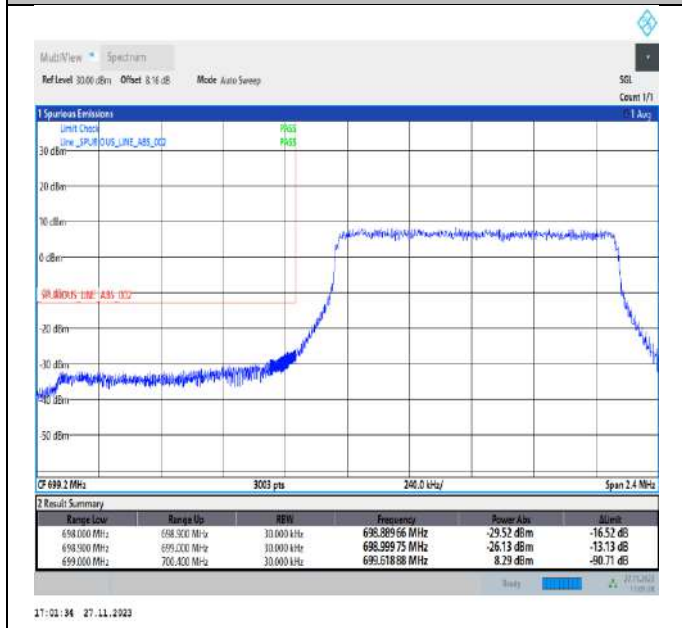 MultiView Spectrum
Ref Level 30.00 dBm Offset 8.16 dB Mode Auto Sweep SGL
Count 1/1
1 Spurious Emissions 1 Avg
Limit Check PASS
Line _SPURIOUS_LINE_ABS_002 PASS
30 dBm
20 dBm
10 dBm
0 dBm
SPURIOUS_LINE_ABS_002
-20 dBm
-30 dBm
-40 dBm
-50 dBm
CF 699.2 MHz 3003 pts 240.0 kHz/ Span 2.4 MHz
2 Result Summary
Range Low Range Up RBW Frequency Power Abs ΔLimit
698.000 MHz 698.900 MHz 30.000 kHz 698.88966 MHz -29.52 dBm -16.52 dB
698.900 MHz 699.000 MHz 30.000 kHz 698.99975 MHz -26.13 dBm -13.13 dB
699.000 MHz 700.400 MHz 30.000 kHz 699.61888 MHz 8.29 dBm -90.71 dB
Ready 27.11.2023
17:01:34 27.11.2023